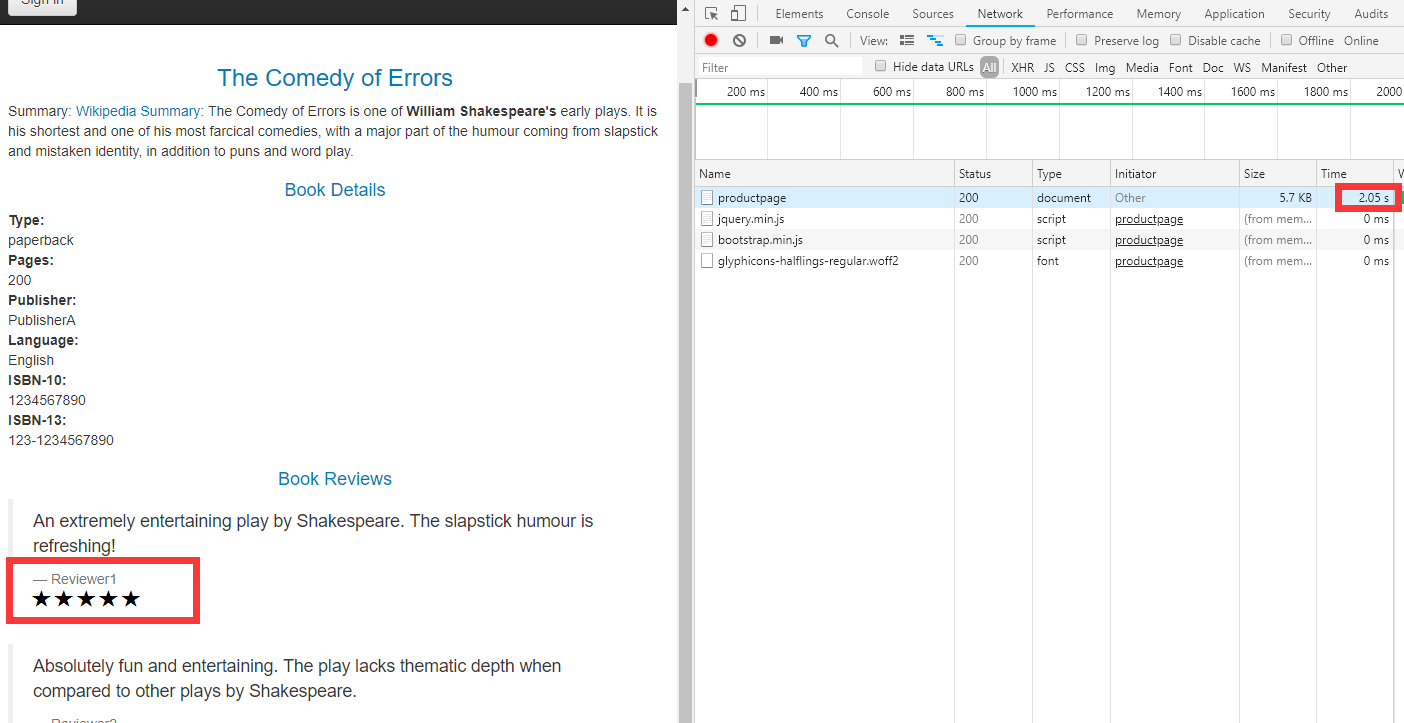 Sign in
The Comedy of Errors
Summary: Wikipedia Summary: The Comedy of Errors is one of William Shakespeare's early plays. It is
his shortest and one of his most farcical comedies, with a major part of the humour coming from slapstick
and mistaken identity, in addition to puns and word play.
Book Details
Type:
paperback
Pages:
200
Publisher:
PublisherA
Language:
English
ISBN-10:
1234567890
ISBN-13:
123-1234567890
Book Reviews
An extremely entertaining play by Shakespeare. The slapstick humour is
refreshing!
— Reviewer1
★★★★★
Absolutely fun and entertaining. The play lacks thematic depth when
compared to other plays by Shakespeare.
— Reviewer2
Elements Console Sources Network Performance Memory Application Security Audits
View: Group by frame Preserve log Disable cache Offline Online
Filter Hide data URLs All XHR JS CSS Img Media Font Doc WS Manifest Other
200 ms 400 ms 600 ms 800 ms 1000 ms 1200 ms 1400 ms 1600 ms 1800 ms 2000
Name Status Type Initiator Size Time W
productpage 200 document Other 5.7 KB 2.05 s
jquery.min.js 200 script productpage (from mem... 0 ms
bootstrap.min.js 200 script productpage (from mem... 0 ms
glyphicons-halflings-regular.woff2 200 font productpage (from mem... 0 ms